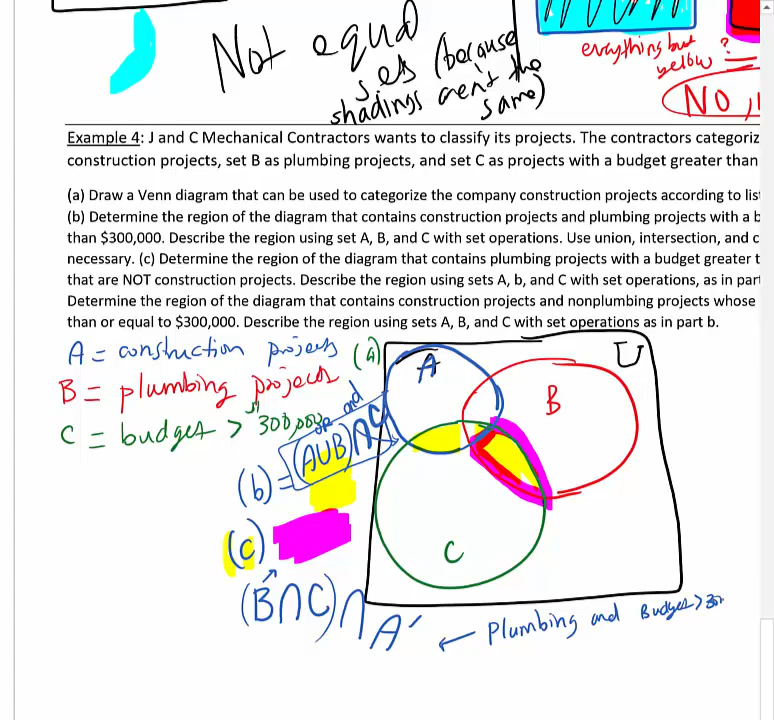 Not equal
sets (because
shadings aren't the
same)
everything but
yellow ?
NO, 
Example 4: J and C Mechanical Contractors wants to classify its projects. The contractors categoriz
construction projects, set B as plumbing projects, and set C as projects with a budget greater than
(a) Draw a Venn diagram that can be used to categorize the company construction projects according to lis
(b) Determine the region of the diagram that contains construction projects and plumbing projects with a b
than $300,000. Describe the region using set A, B, and C with set operations. Use union, intersection, and c
necessary. (c) Determine the region of the diagram that contains plumbing projects with a budget greater t
that are NOT construction projects. Describe the region using sets A, b, and C with set operations, as in part
Determine the region of the diagram that contains construction projects and nonplumbing projects whose
than or equal to $300,000. Describe the region using sets A, B, and C with set operations as in part b.
A = construction projects (a)
B = plumbing projects
C = budges > 300,000
or and
(b) = (A∪B)∩C
(c)
(B∩C)∩A′
← Plumbing and Budges > 300
A
B
C
U